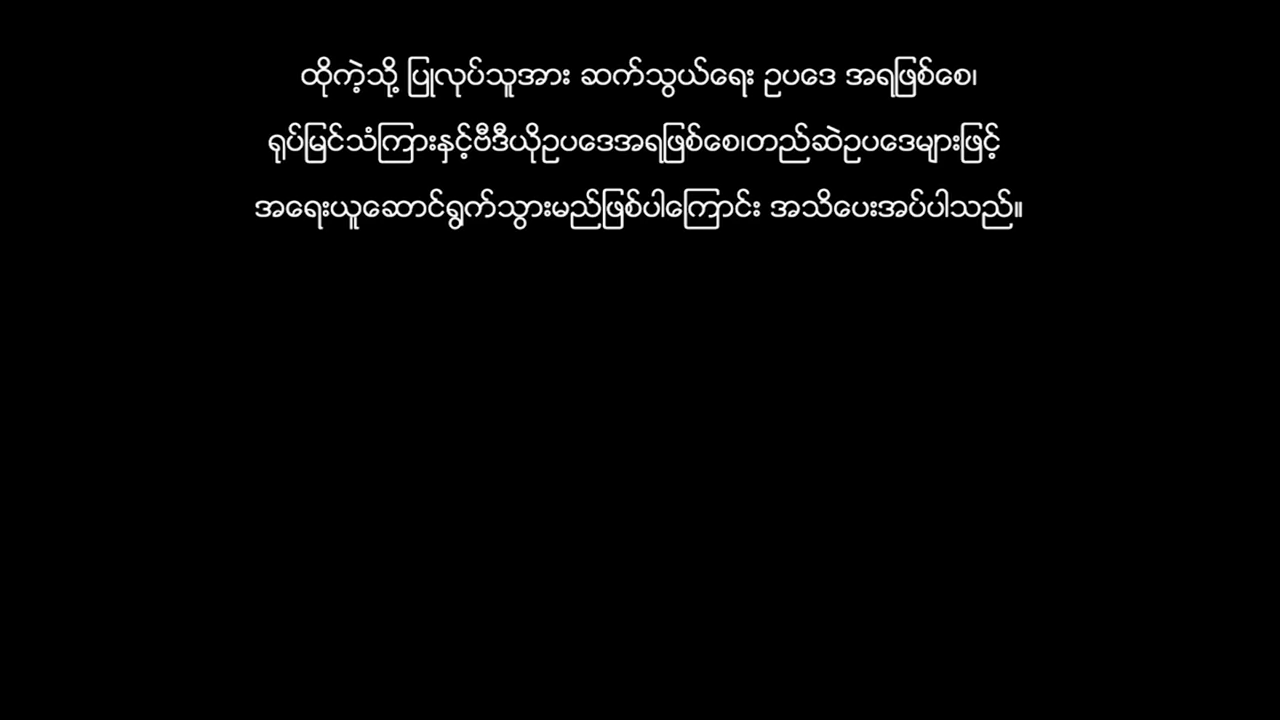 ထိုကဲ့သို့ ပြုလုပ်သူအား ဆက်သွယ်ရေး ဥပဒေ အရဖြစ်စေ၊
ရုပ်မြင်သံကြားနှင့်ဗီဒီယိုဥပဒေအရဖြစ်စေ၊တည်ဆဲဥပဒေများဖြင့်
အရေးယူဆောင်ရွက်သွားမည်ဖြစ်ပါကြောင်း အသိပေးအပ်ပါသည်။